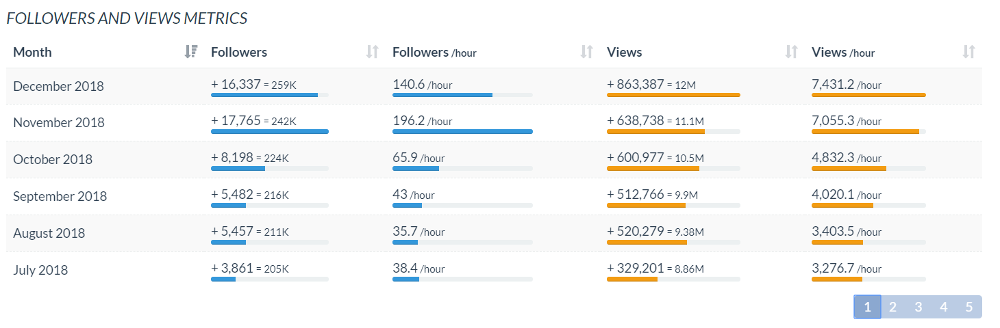 FOLLOWERS AND VIEWS METRICS
Month Followers Followers /hour Views Views /hour
December 2018 + 16,337 = 259K 140.6 /hour + 863,387 = 12M 7,431.2 /hour
November 2018 + 17,765 = 242K 196.2 /hour + 638,738 = 11.1M 7,055.3 /hour
October 2018 + 8,198 = 224K 65.9 /hour + 600,977 = 10.5M 4,832.3 /hour
September 2018 + 5,482 = 216K 43 /hour + 512,766 = 9.9M 4,020.1 /hour
August 2018 + 5,457 = 211K 35.7 /hour + 520,279 = 9.38M 3,403.5 /hour
July 2018 + 3,861 = 205K 38.4 /hour + 329,201 = 8.86M 3,276.7 /hour
1 2 3 4 5